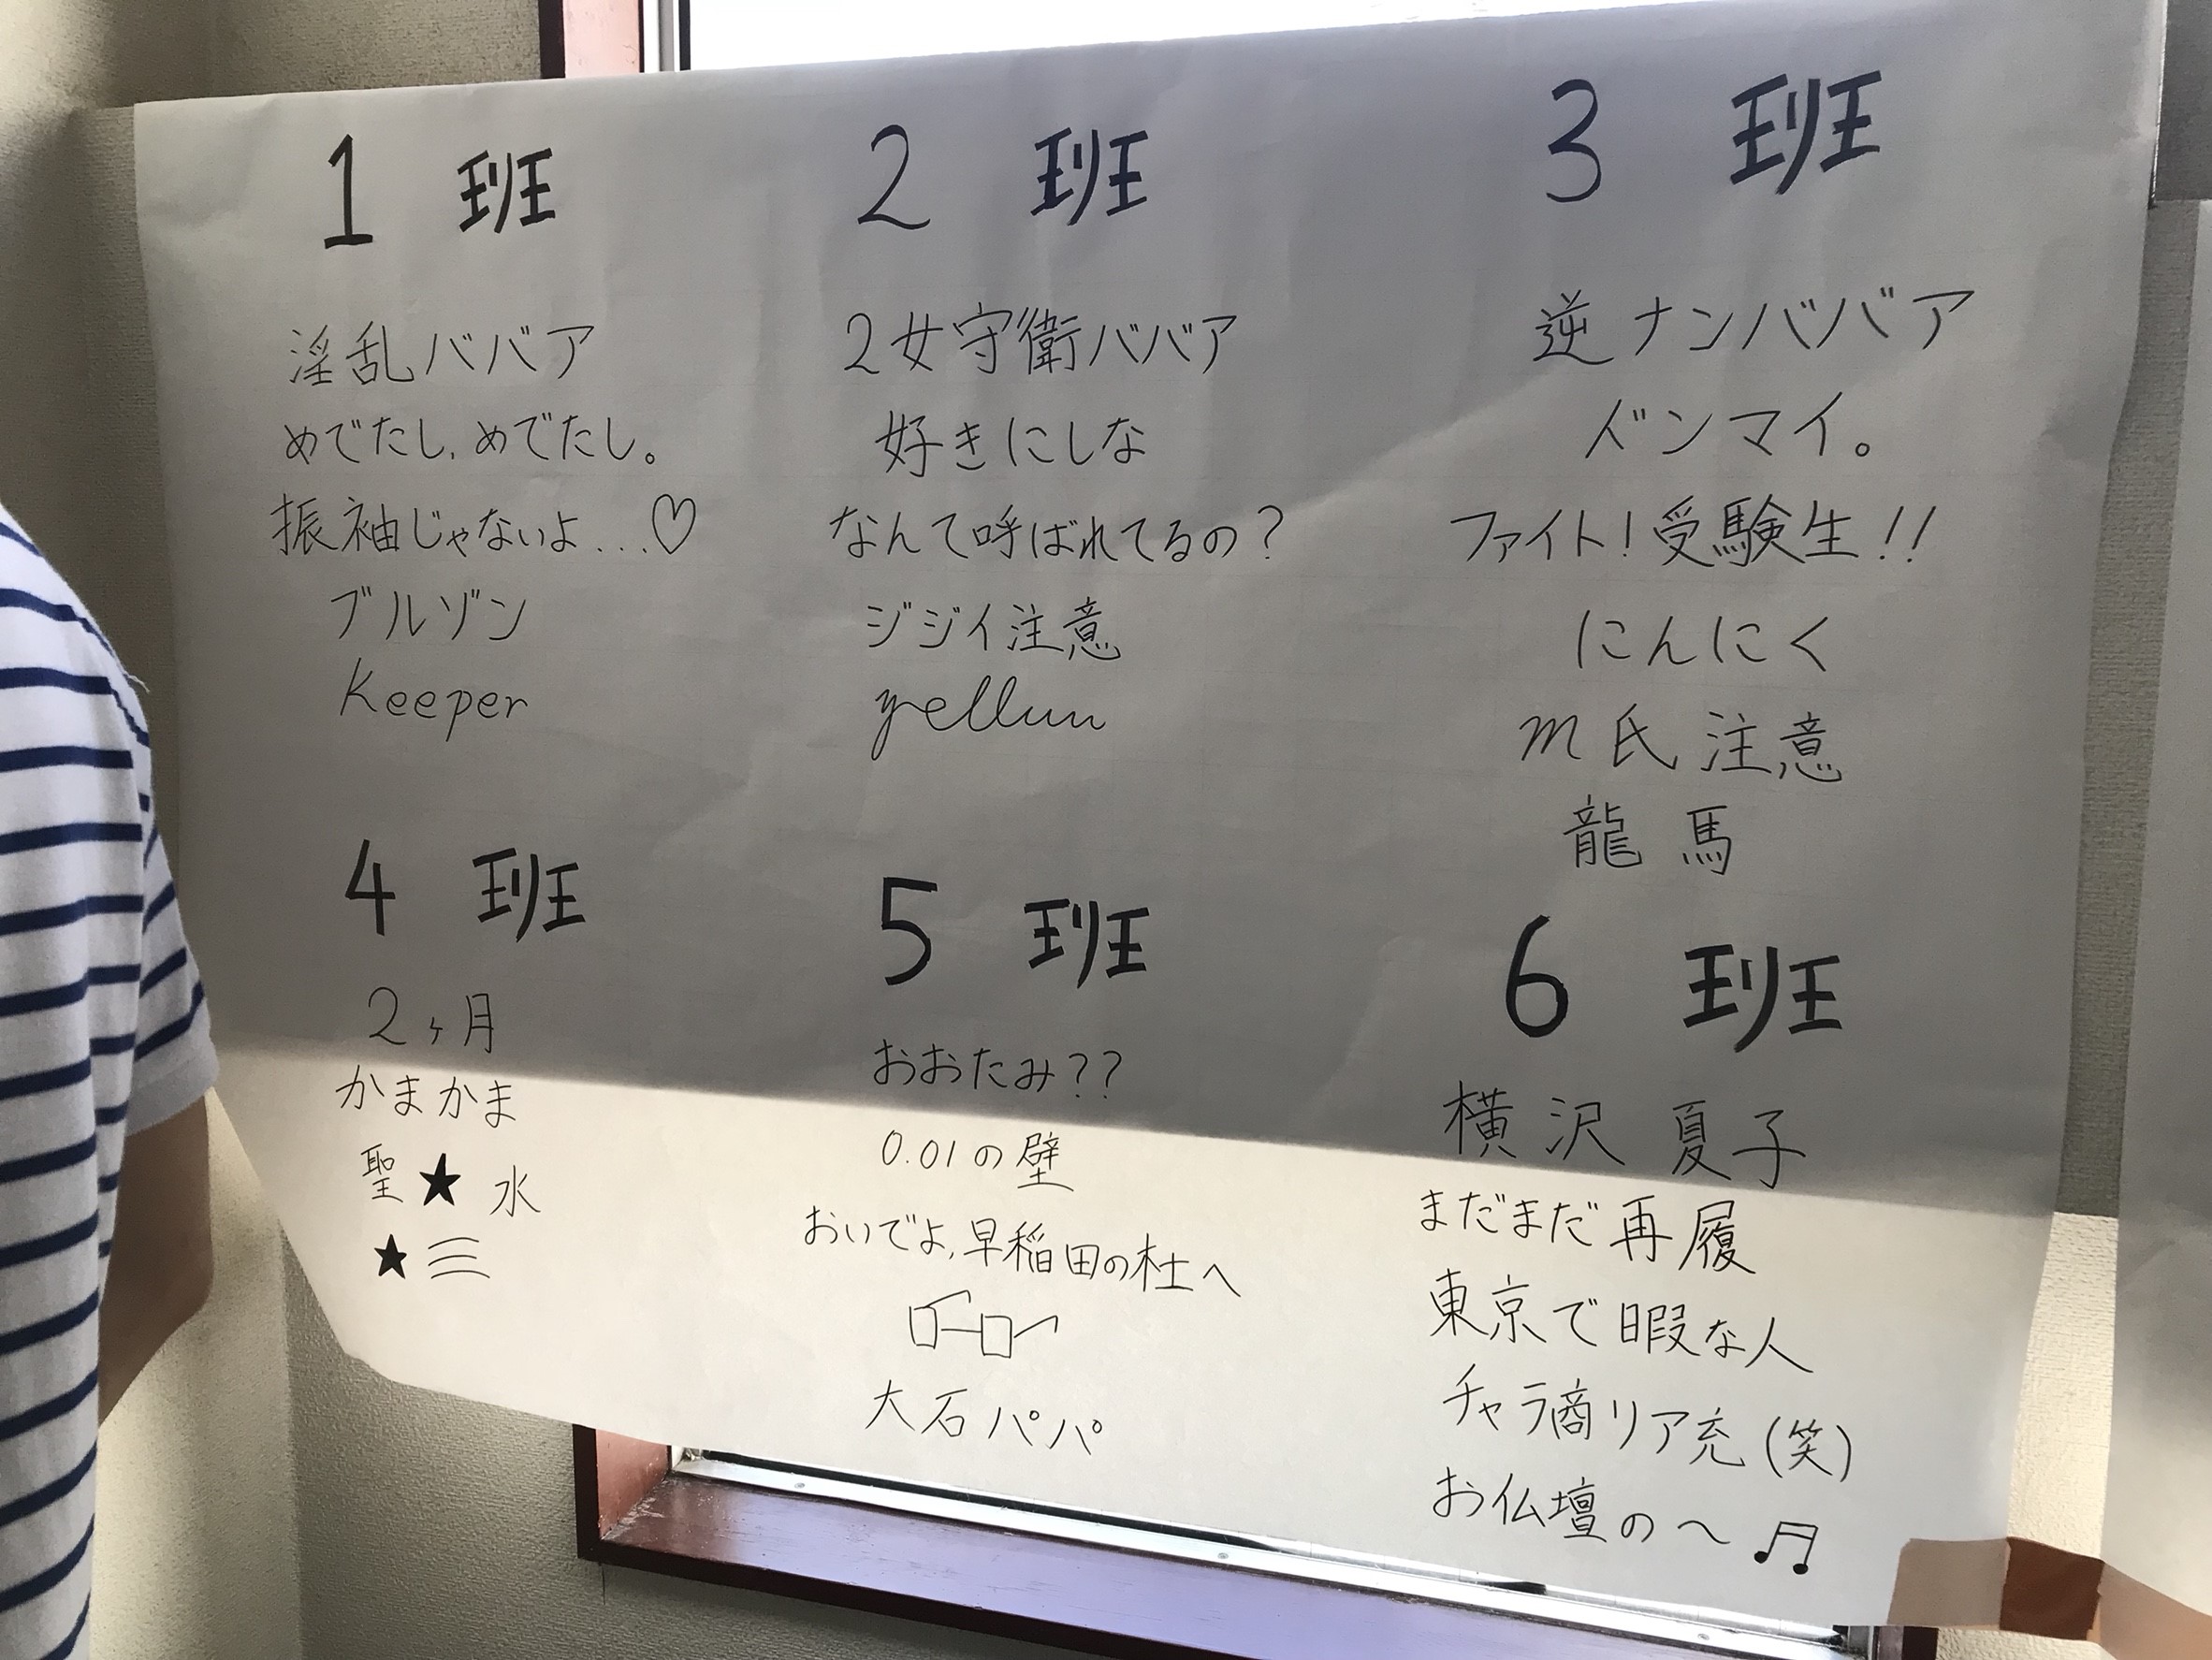 1 班
淫乱ババア
めでたし、めでたし。
振袖じゃないよ...♡
ブルゾン
Keeper
2 班
2女守衛ババア
好きにしな
なんて呼ばれてるの？
ジジイ注意
yellun
3 班
逆ナンババア
ドンマイ。
ファイト！受験生！！
にんにく
M氏注意
龍馬
4 班
2ヶ月
かまかま
聖★水
★三
5 班
おおたみ？？
0.01の壁
おいでよ、早稲田の杜へ
大石パパ
6 班
横沢夏子
まだまだ再履
東京で暇な人
チャラ商リア充(笑)
お仏壇の〜♫